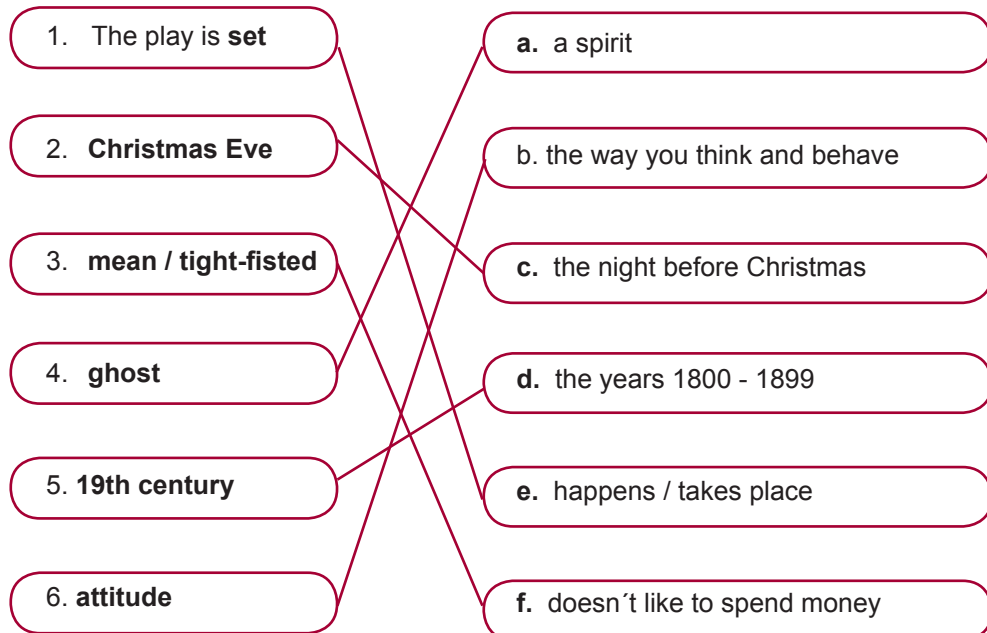 1. The play is set
a. a spirit
2. Christmas Eve
b. the way you think and behave
3. mean / tight-fisted
c. the night before Christmas
4. ghost
d. the years 1800 - 1899
5. 19th century
e. happens / takes place
6. attitude
f. doesn´t like to spend money